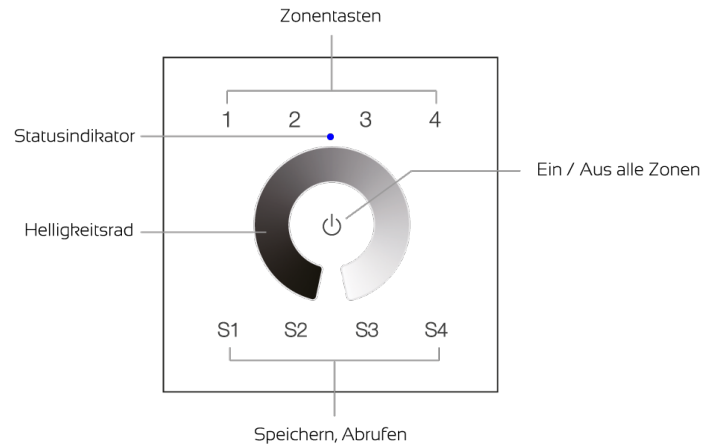 Zonentasten
1 2 3 4
Statusindikator
Ein / Aus alle Zonen
Helligkeitsrad
S1 S2 S3 S4
Speichern, Abrufen